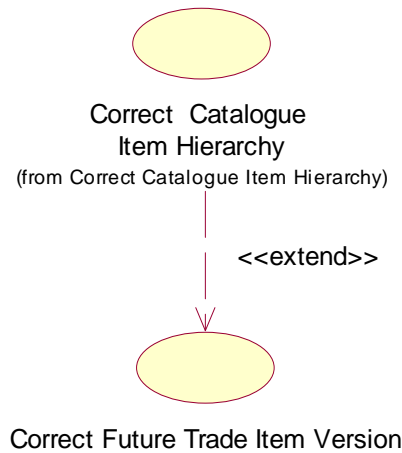 Correct Catalogue
Item Hierarchy
(from Correct Catalogue Item Hierarchy)
<<extend>>
Correct Future Trade Item Version